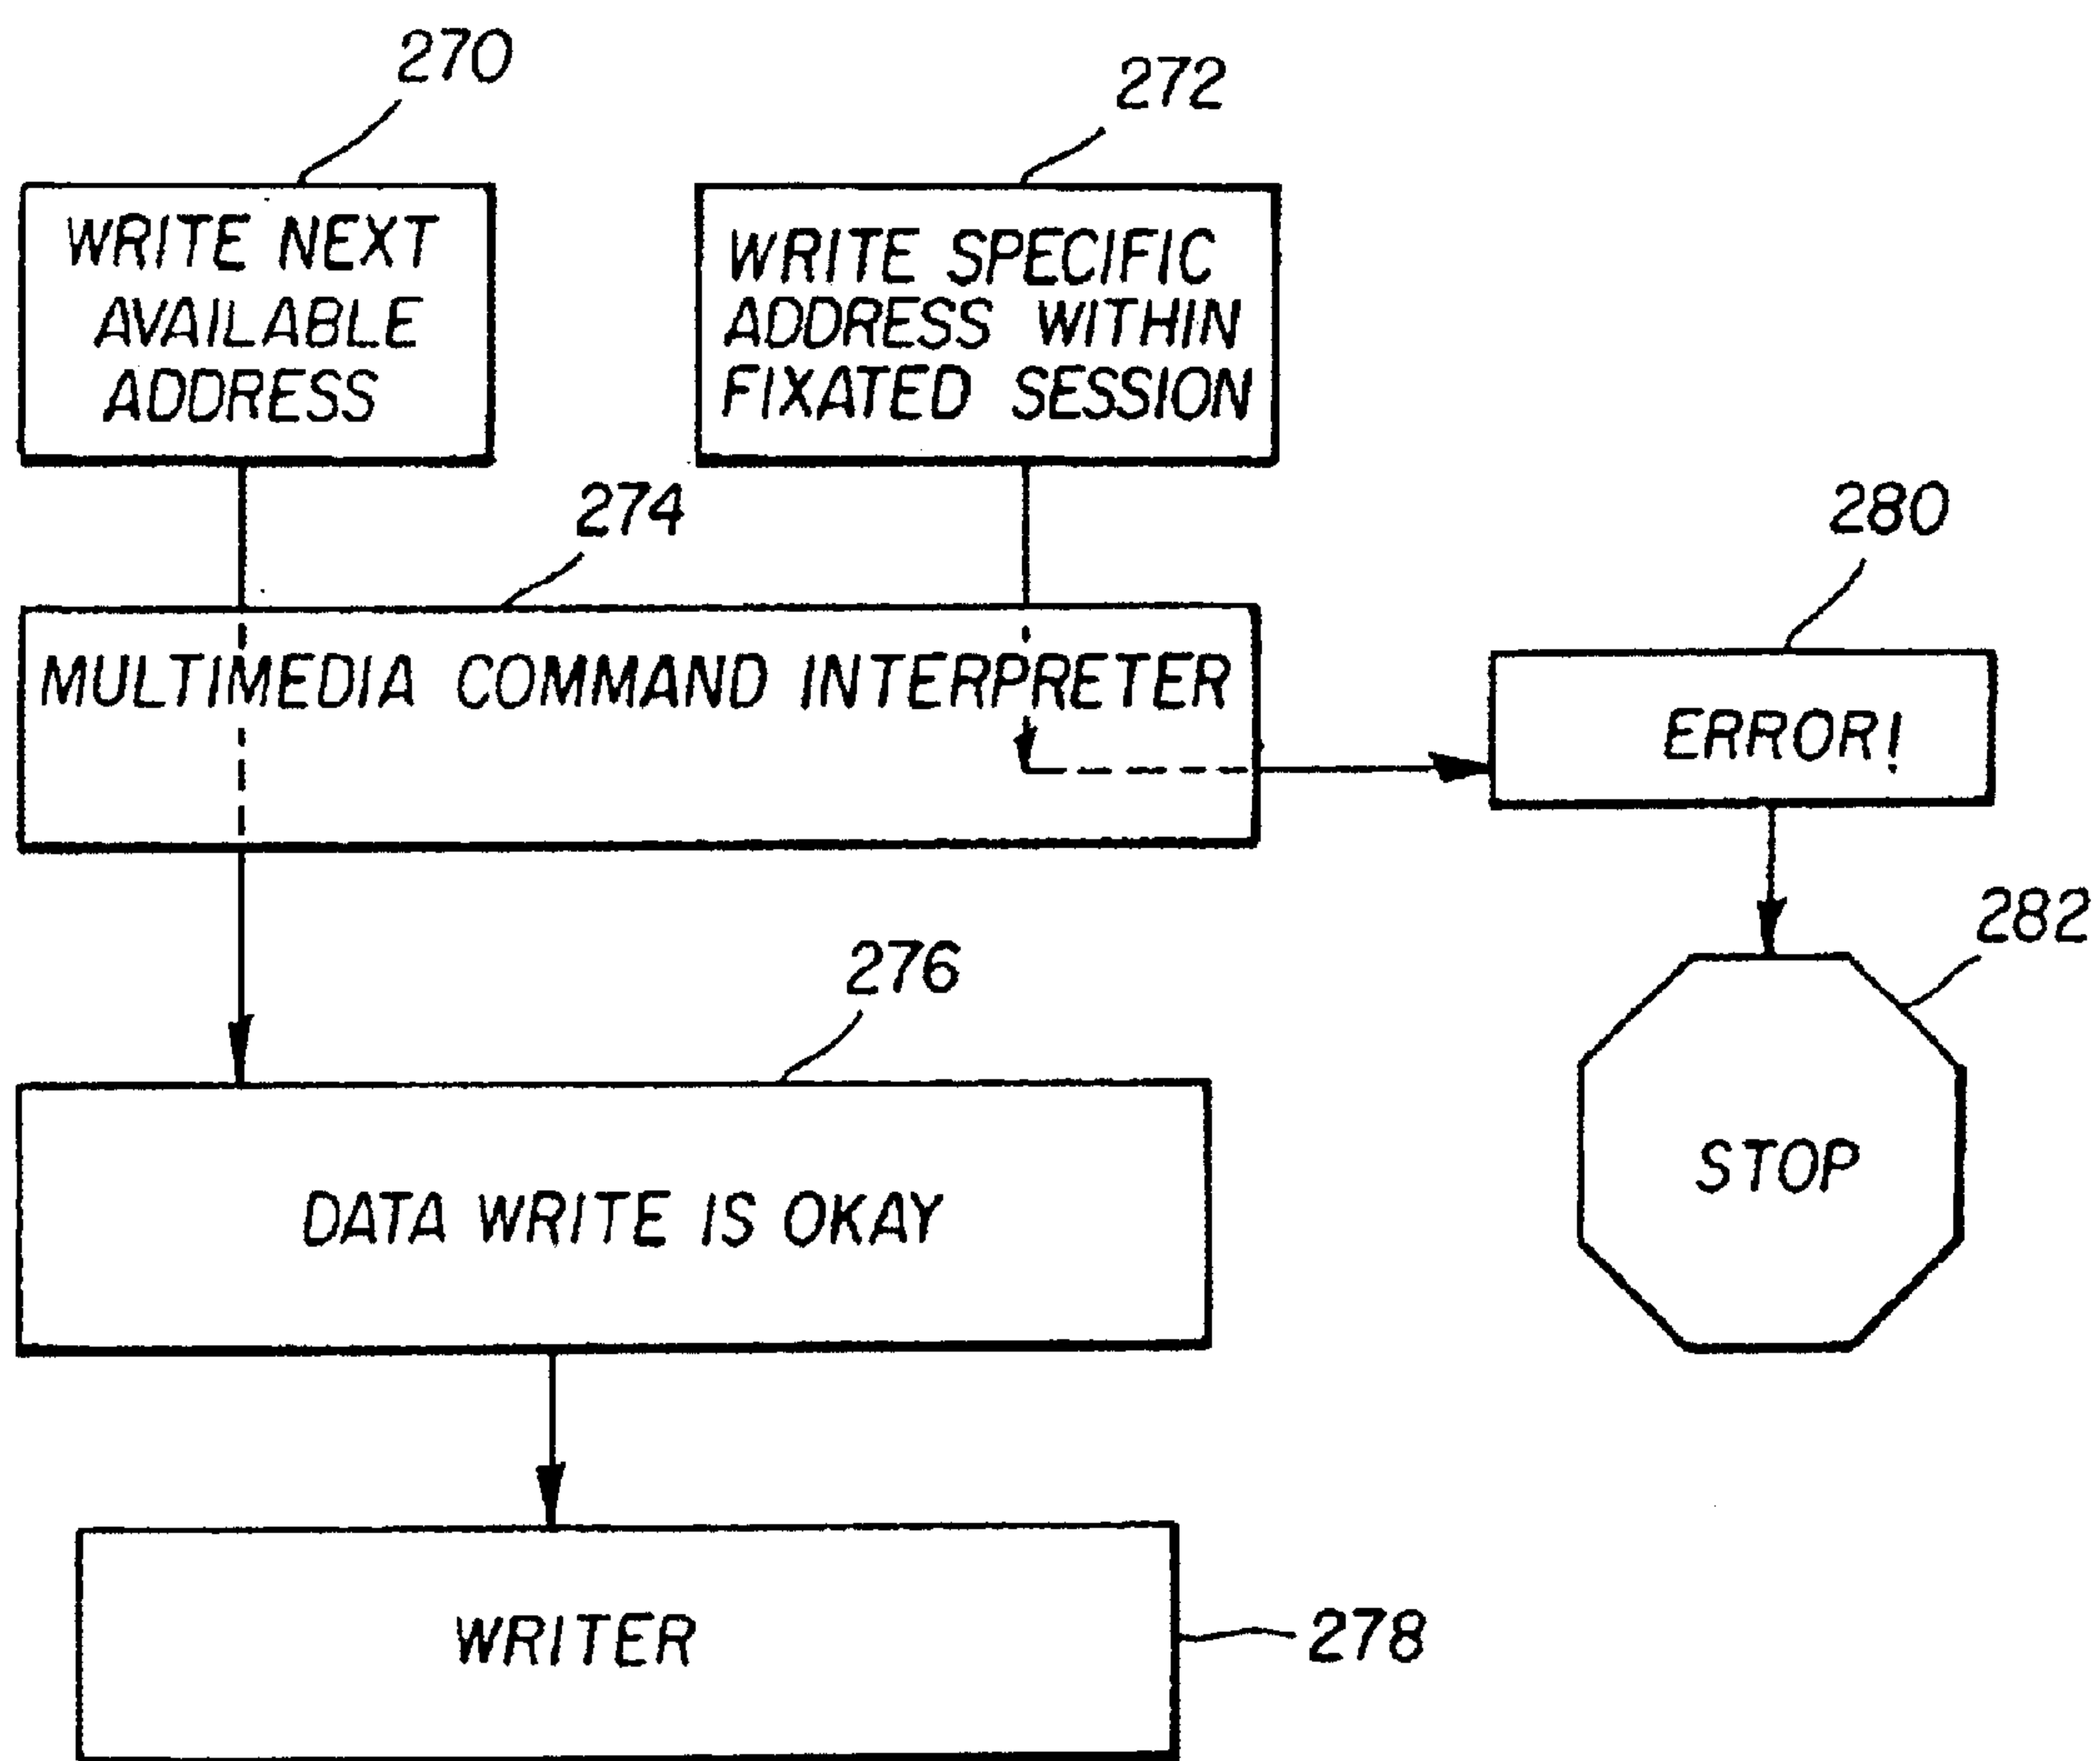 270
272
WRITE NEXT
AVAILABLE
ADDRESS
WRITE SPECIFIC
ADDRESS WITHIN
FIXATED SESSION
274
280
MULTIMEDIA COMMAND INTERPRETER
ERROR!
282
276
STOP
DATA WRITE IS OKAY
WRITER
278